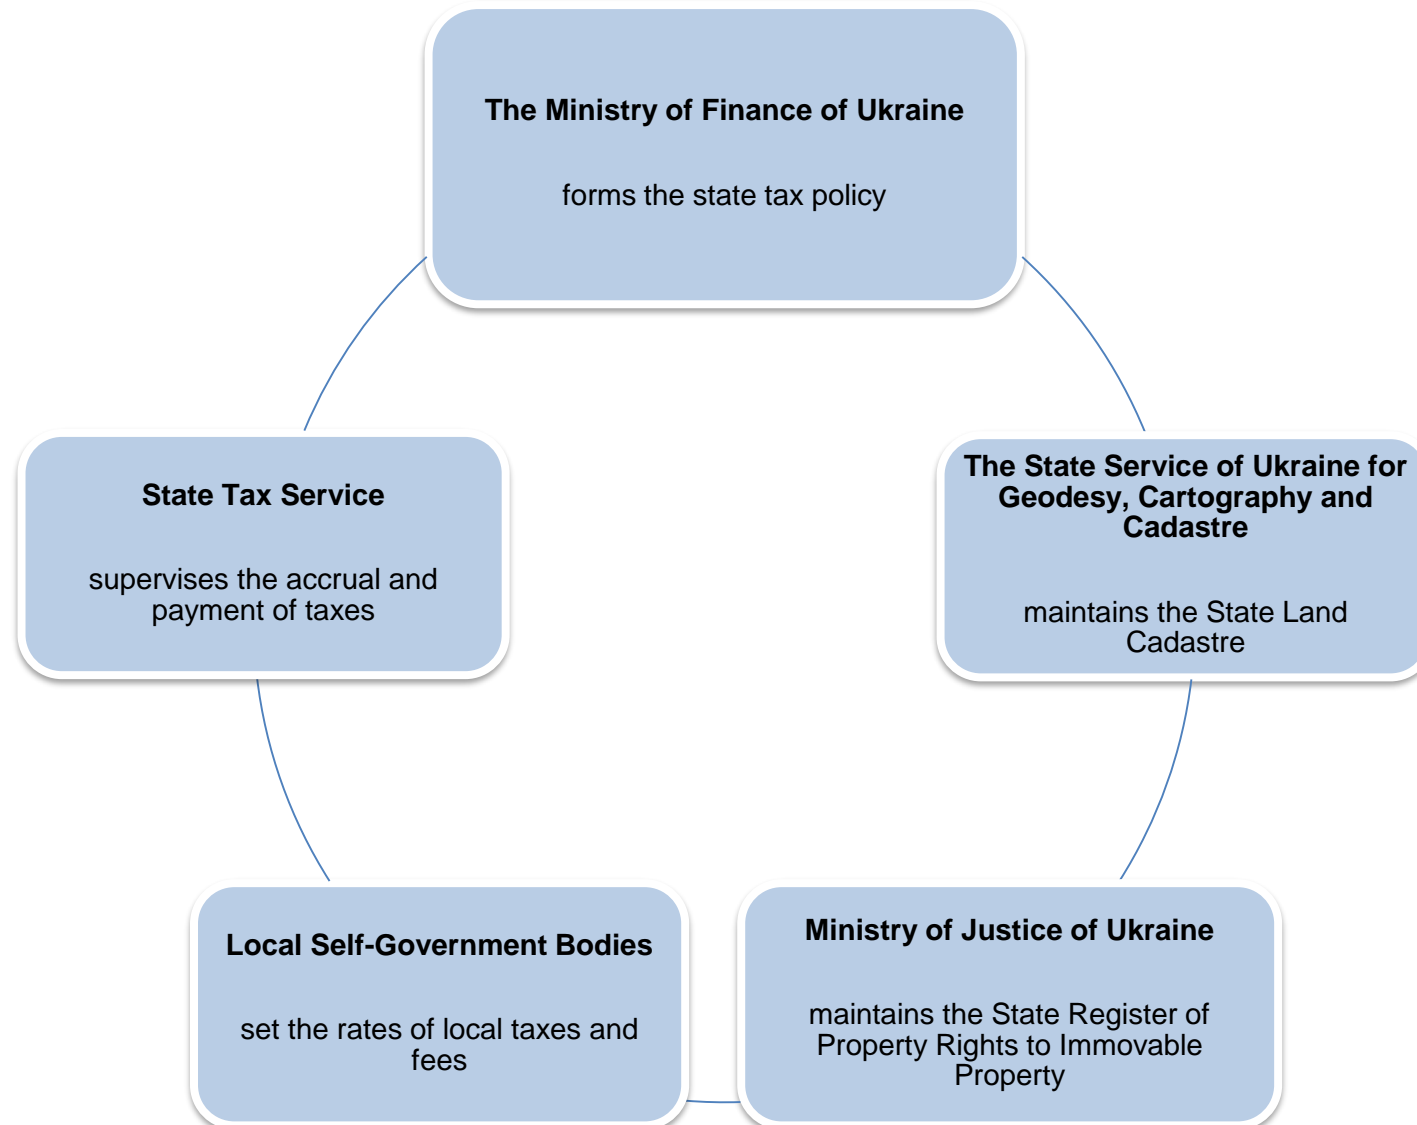 The Ministry of Finance of Ukraine
forms the state tax policy
State Tax Service
supervises the accrual and
payment of taxes
The State Service of Ukraine for
Geodesy, Cartography and
Cadastre
maintains the State Land
Cadastre
Local Self-Government Bodies
set the rates of local taxes and
fees
Ministry of Justice of Ukraine
maintains the State Register of
Property Rights to Immovable
Property